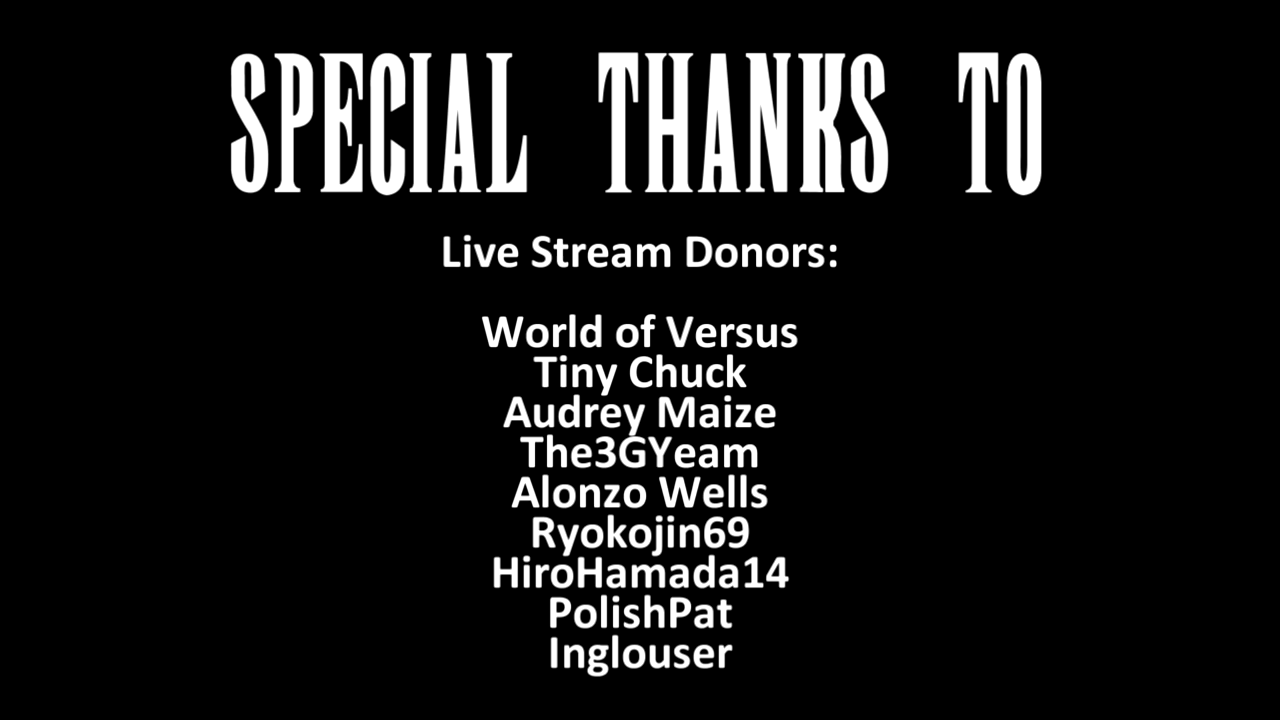 SPECIAL THANKS TO
Live Stream Donors:
World of Versus
Tiny Chuck
Audrey Maize
The3GYeam
Alonzo Wells
Ryokojin69
HiroHamada14
PolishPat
Inglouser